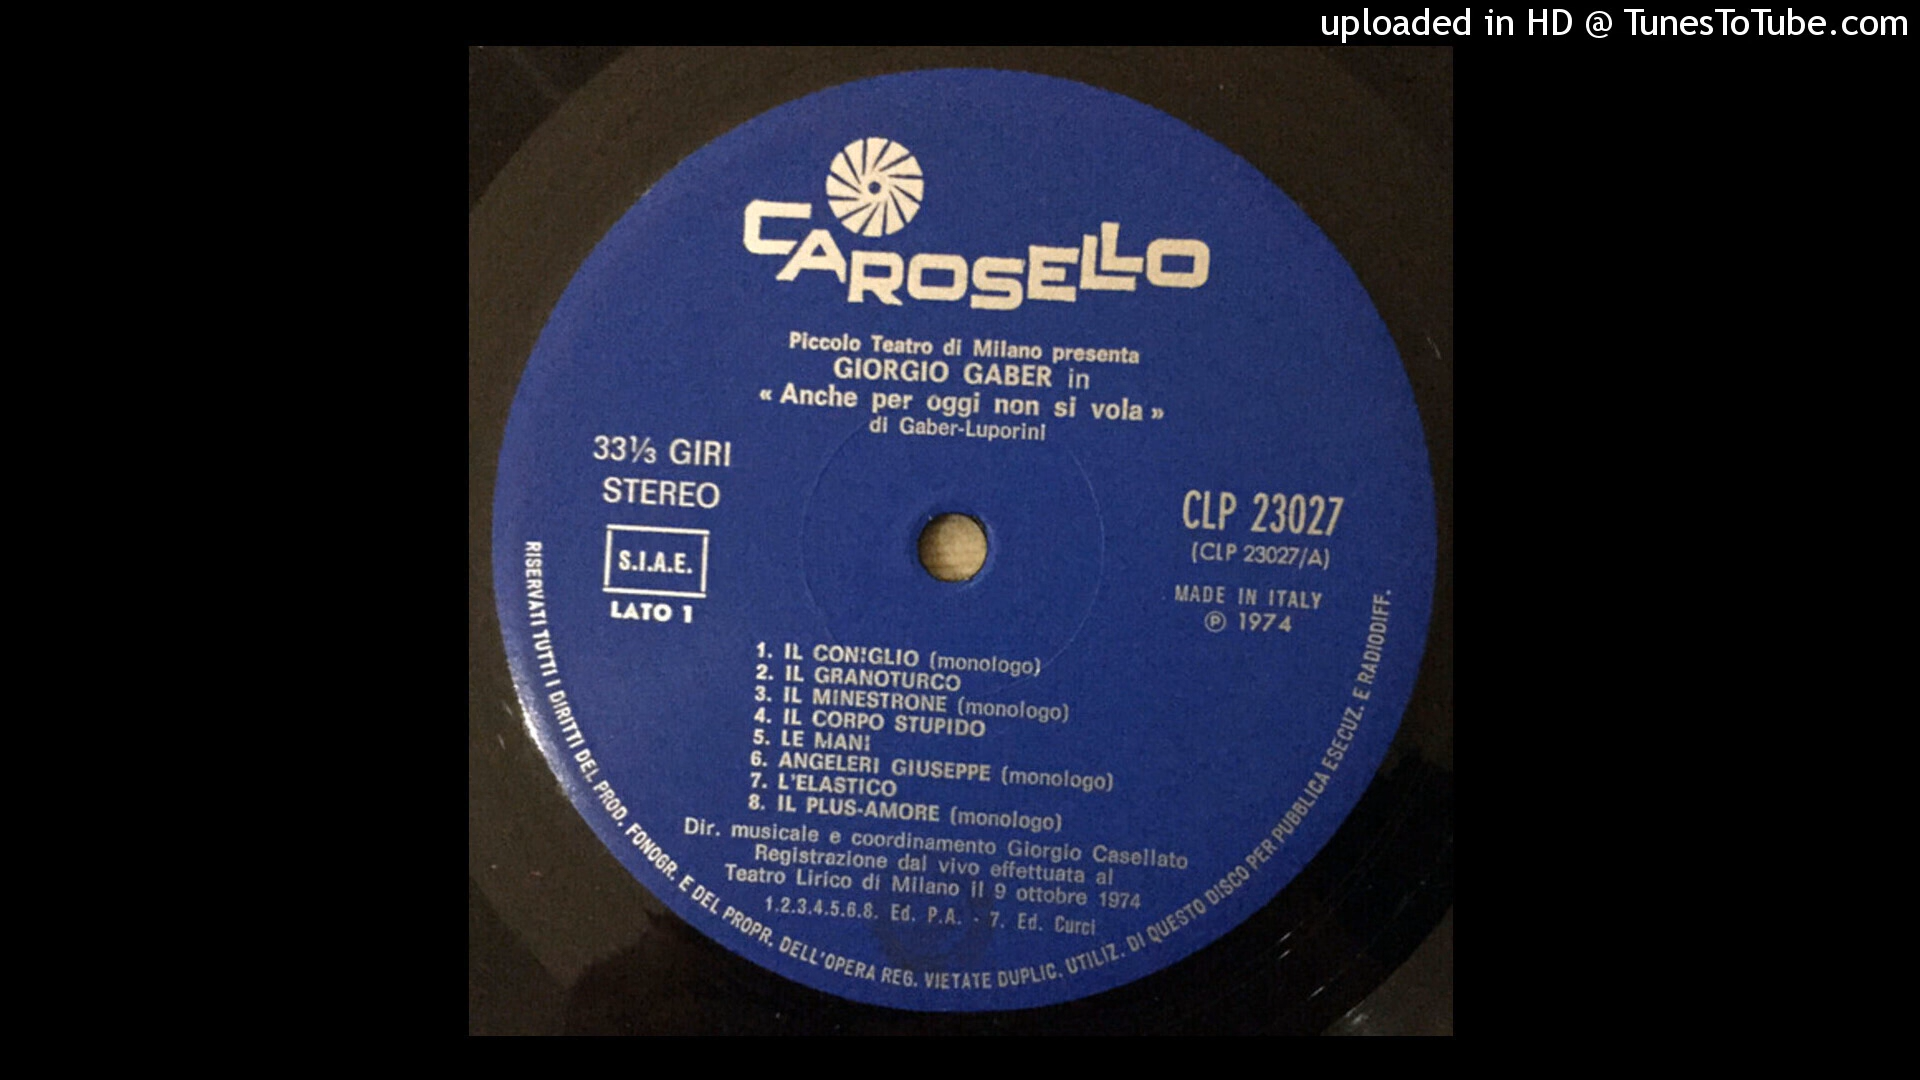 uploaded in HD @ TunesToTube.com
CAROSELLO
Piccolo Teatro di Milano presenta
GIORGIO GABER in
« Anche per oggi non si vola »
di Gaber-Luporini
33⅓ GIRI
STEREO
S.I.A.E.
LATO 1
CLP 23027
(CLP 23027/A)
MADE IN ITALY
℗ 1974
1. IL CONIGLIO (monologo)
2. IL GRANOTURCO
3. IL MINESTRONE (monologo)
4. IL CORPO STUPIDO
5. LE MANI
6. ANGELERI GIUSEPPE (monologo)
7. L'ELASTICO
8. IL PLUS-AMORE (monologo)
Dir. musicale e coordinamento Giorgio Casellato
Registrazione dal vivo effettuata al
Teatro Lirico di Milano il 9 ottobre 1974
1.2.3.4.5.6.8. Ed. P.A. - 7. Ed. Curci
RISERVATI TUTTI I DIRITTI DEL PROD. FONOGR. E DEL PROPR. DELL'OPERA REG. VIETATE DUPLIC. UTILIZ. DI QUESTO DISCO PER PUBBLICA ESECUZ. E RADIODIFF.